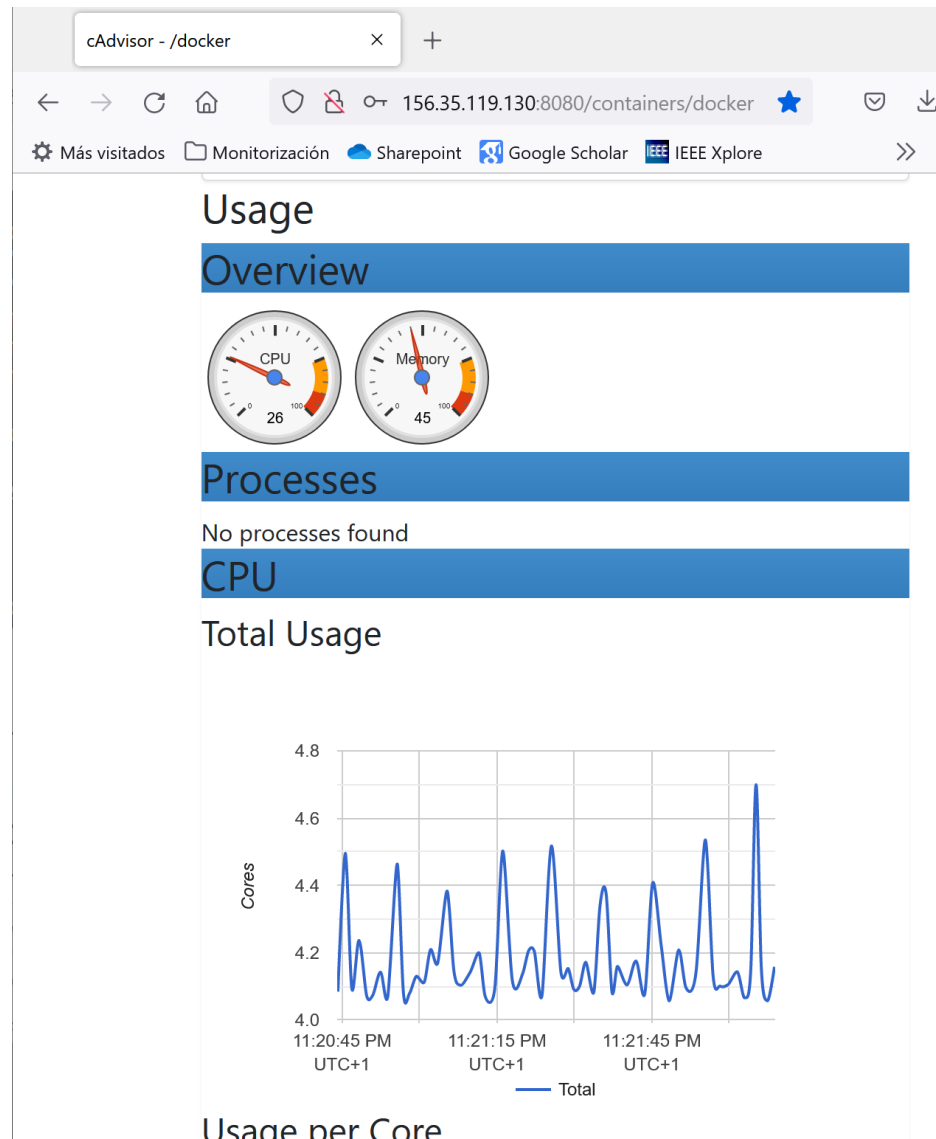 cAdvisor - /docker
156.35.119.130:8080/containers/docker
Más visitados Monitorización Sharepoint Google Scholar IEEE IEEE Xplore
Usage
Overview
CPU Memory
0 100 0 100
26 45
Processes
No processes found
CPU
Total Usage
4.8
4.6
4.4
Cores
4.2
4.0
11:20:45 PM 11:21:15 PM 11:21:45 PM
UTC+1 UTC+1 UTC+1
Total
Usage per Core